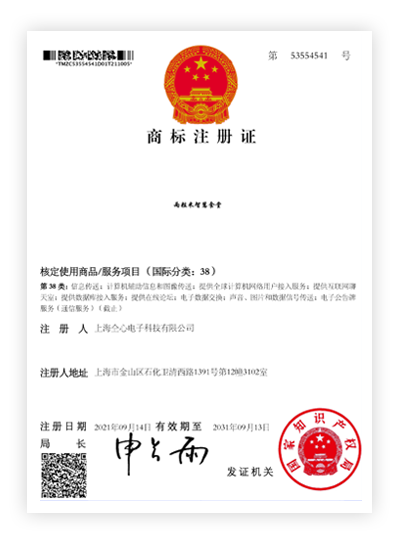 *TMZC53554541D01T211005*
第 53554541 号
商标注册证
核定使用商品/服务项目（国际分类：38）
第 38 类：信息传送；计算机辅助信息和图像传送；提供全球计算机网络用户接入服务；提供互联网聊
天室；提供数据库接入服务；提供在线论坛；电子数据交换；声音、图片和数据信号传送；电子公告牌
服务（通信服务）（截止）
注 册 人 上海仝心电子科技有限公司
注册人地址 上海市金山区石化卫清西路1391号第12幢3102室
注册日期 2021年09月14日 有效期至 2031年09月13日
局 长 申长雨
发证机关
国家知识产权局